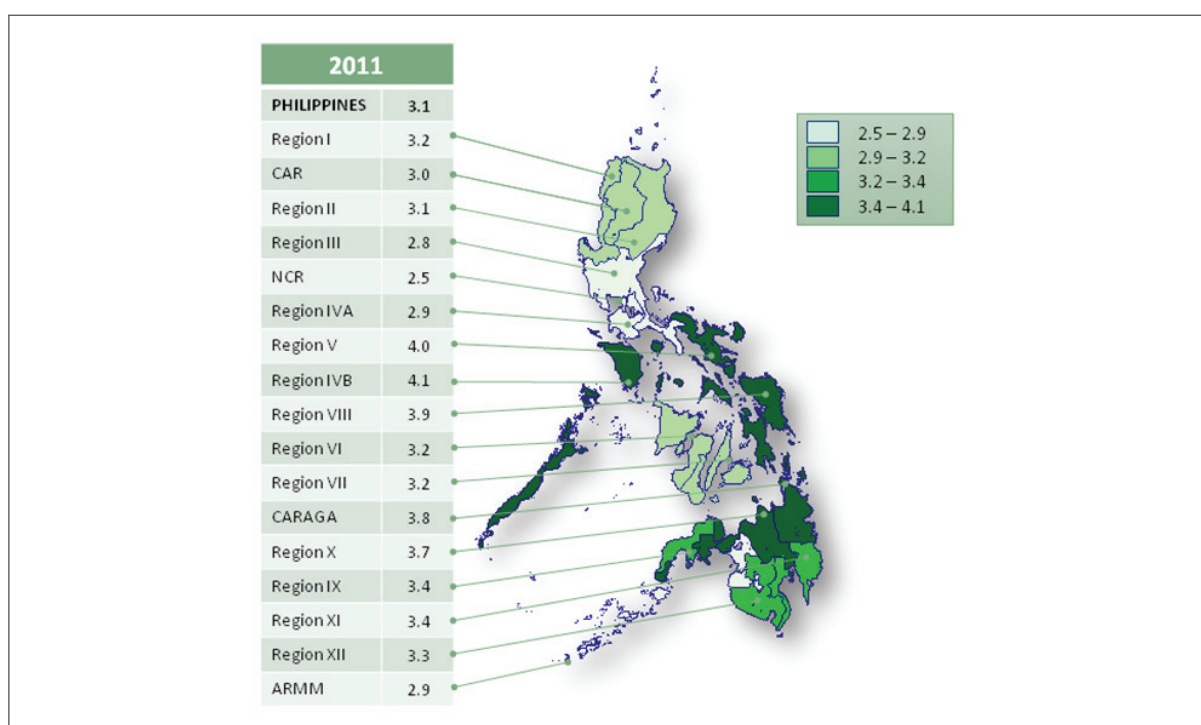 2011
PHILIPPINES 3.1
Region I 3.2
CAR 3.0
Region II 3.1
Region III 2.8
NCR 2.5
Region IVA 2.9
Region V 4.0
Region IVB 4.1
Region VIII 3.9
Region VI 3.2
Region VII 3.2
CARAGA 3.8
Region X 3.7
Region IX 3.4
Region XI 3.4
Region XII 3.3
ARMM 2.9
2.5 – 2.9
2.9 – 3.2
3.2 – 3.4
3.4 – 4.1